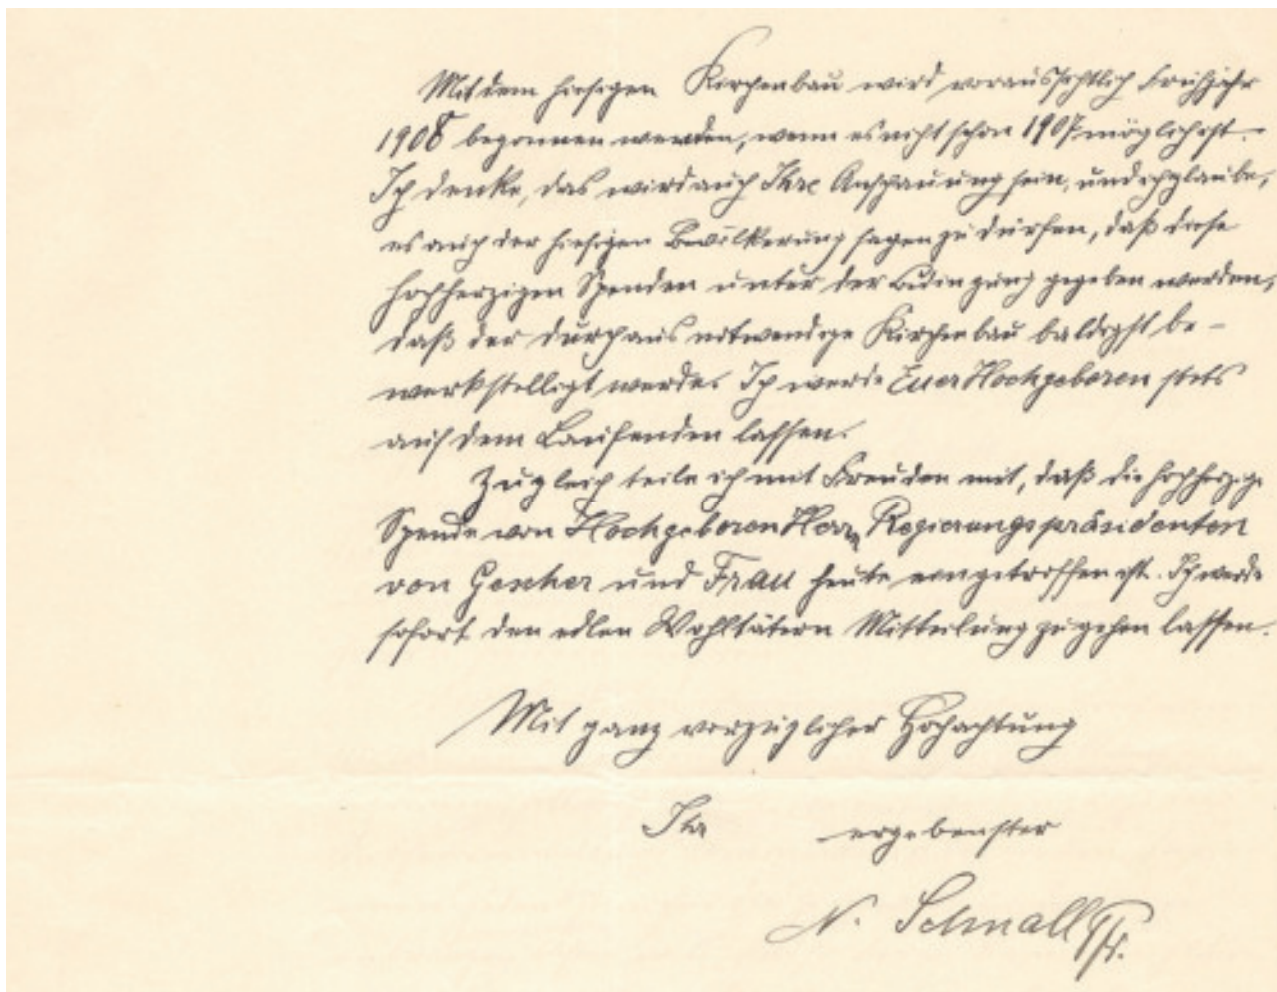 Mit dem hiesigen Kirchenbau wird voraussichtlich Frühjahr
1908 begonnen werden, wenn es nicht schon 1907 möglich ist.
Ich denke, das wird auch Ihre Anschauung sein, und ich glaube,
es auch der hiesigen Bevölkerung sagen zu dürfen, daß diese
hochherzigen Spenden unter der Bedingung gegeben werden,
daß der durchaus notwendige Kirchenbau baldigst be-
werkstelligt werde. Ich werde Euer Hochgeboren stets
auf dem Laufenden lassen.
Zugleich teile ich mit Freuden mit, daß die hochherzige
Spende von Hochgeboren Herrn Regierungspräsidenten
von Gescher und Frau heute eingetroffen ist. Ich werde
sofort den edlen Wohltätern Mitteilung zugehen lassen.
Mit ganz vorzüglicher Hochachtung
Ihr ergebenster
N. Schnall